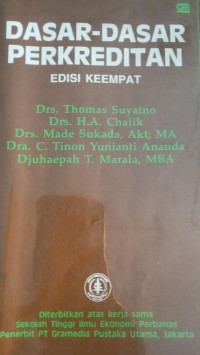 DASAR-DASAR
PERKREDITAN
EDISI KEEMPAT
Drs. Thomas Suyatno
Drs. H.A. Chalik
Drs. Made Sukada, Akt; MA
Dra. C. Tinon Yunianti Ananda
Djuhaepah T. Marala, MBA
Diterbitkan atas kerja sama
Sekolah Tinggi Ilmu Ekonomi Perbanas
Penerbit PT Gramedia Pustaka Utama, Jakarta